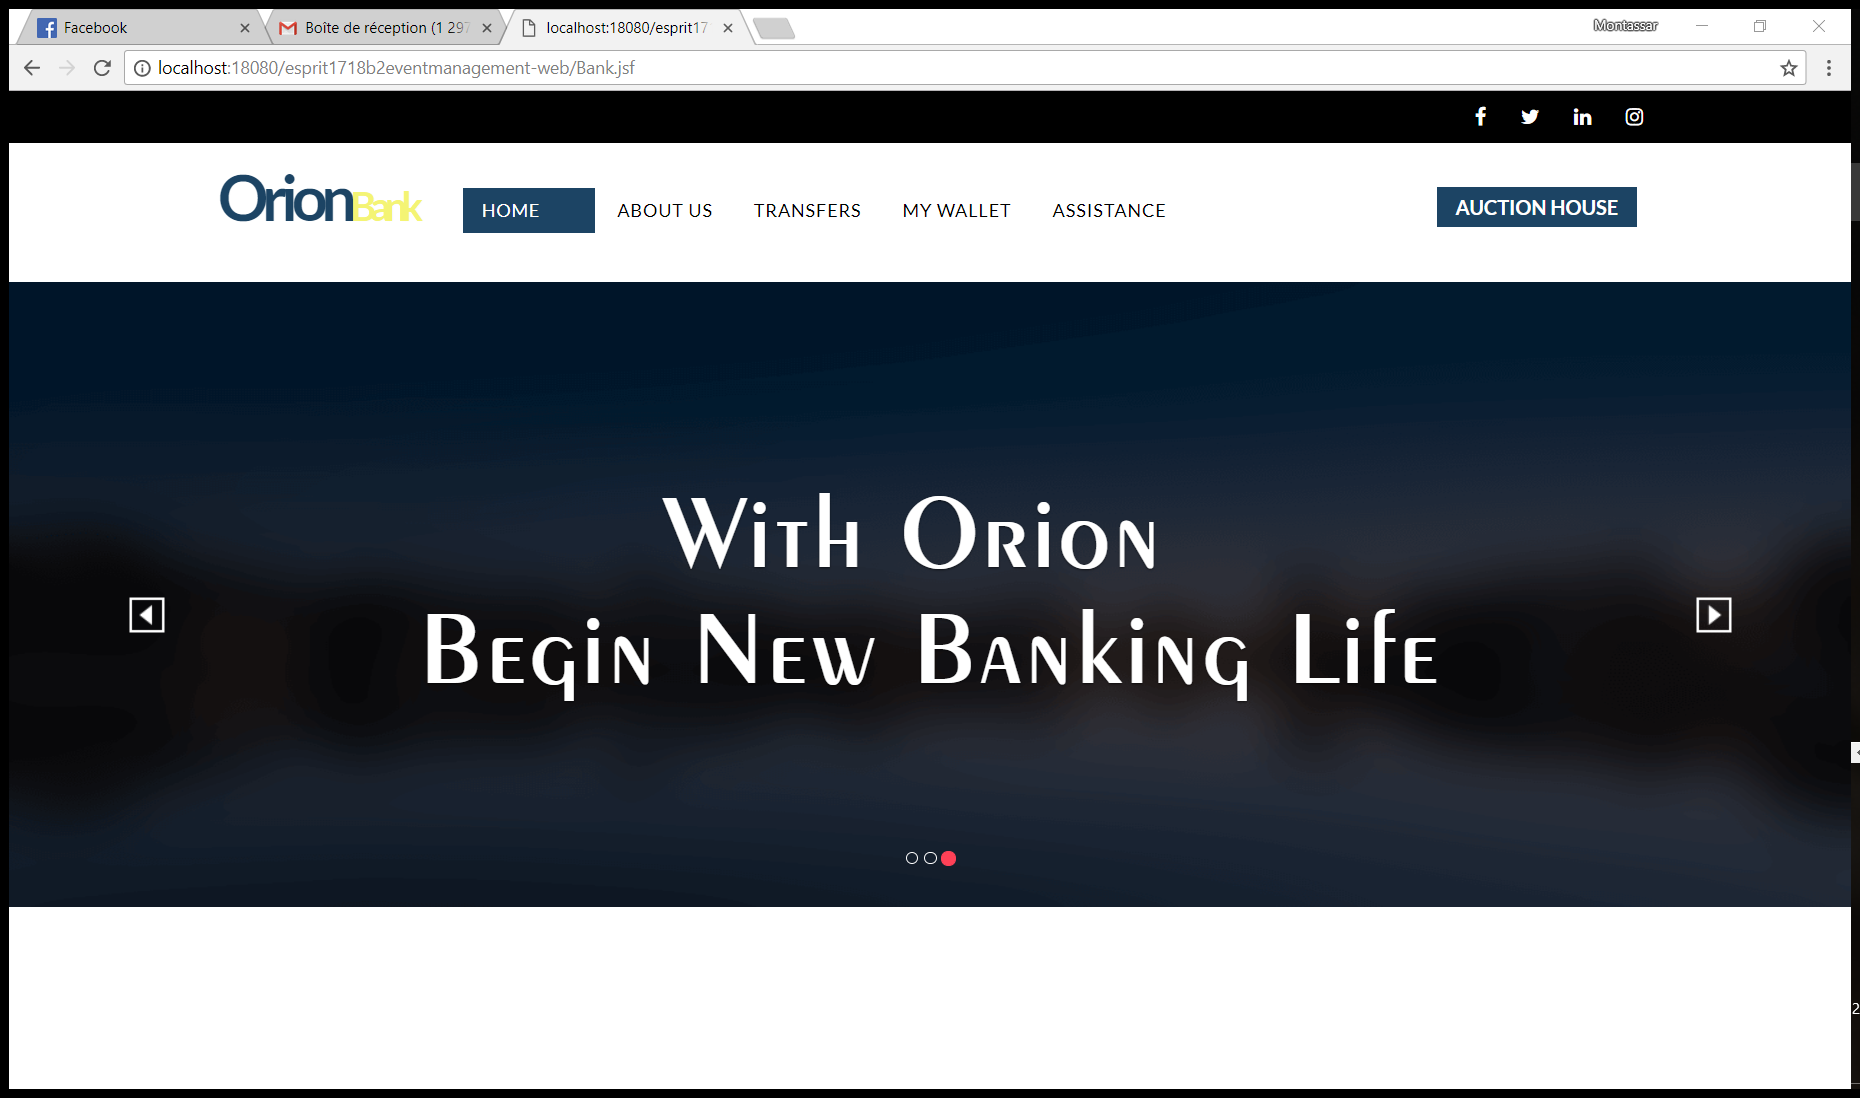 Facebook
Boîte de réception (1 297
localhost:18080/esprit17
Montassar
localhost:18080/esprit1718b2eventmanagement-web/Bank.jsf
OrionBank
HOME
ABOUT US
TRANSFERS
MY WALLET
ASSISTANCE
AUCTION HOUSE
With Orion
Begin New Banking Life
2